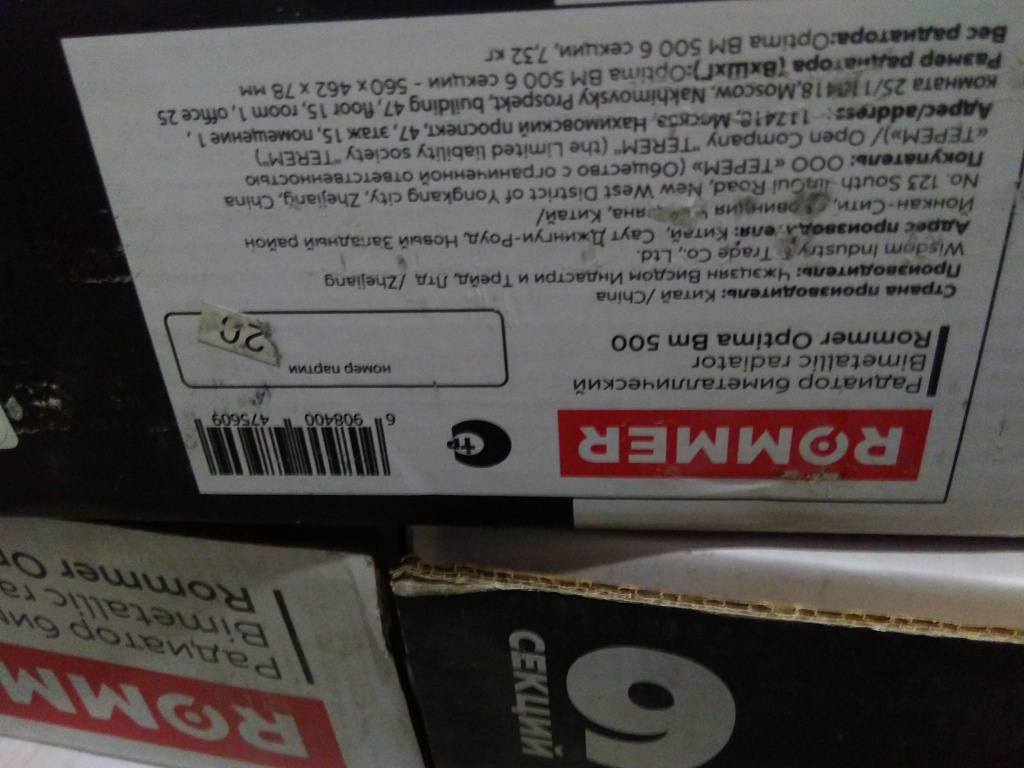 ROMMER
Радиатор биметаллический
Bimetallic radiator
Rommer Optima Bm 500
6 908400 475609
номер партии
20
Страна производитель: Китай /China
Производитель: Чжэцзян Висдом Индастри и Трейд, Лтд /Zhejiang
Wisdom Industry & Trade Co., Ltd.
Адрес производителя: Китай, Саут Джингуи-Роуд, Новый Западный район
Йонкан-Сити, Китай/
No. 123 South JinGui Road, New West District of Yongkang city, Zhejiang, China
Покупатель: ООО «ТЕРЕМ» (Общество с ограниченной ответственностью
«ТЕРЕМ»)/ Open Company "TEREM" (the Limited liability society "TEREM")
Адрес/address: 117418, Москва, Нахимовский проспект, 47, этаж 15, помещение 1,
комната 25/117418, Moscow, Nakhimovsky Prospekt, building, 47, floor, 15, room 1, office 25
Размер радиатора (ВхШхГ): Optima BM 500 6 секции - 560 x 462 x 78 мм
Вес радиатора: Optima BM 500 6 секции, 7,32 кг
ROMM
Радиатор би
Bimetallic ra
Rommer Op
6
СЕКЦИЙ